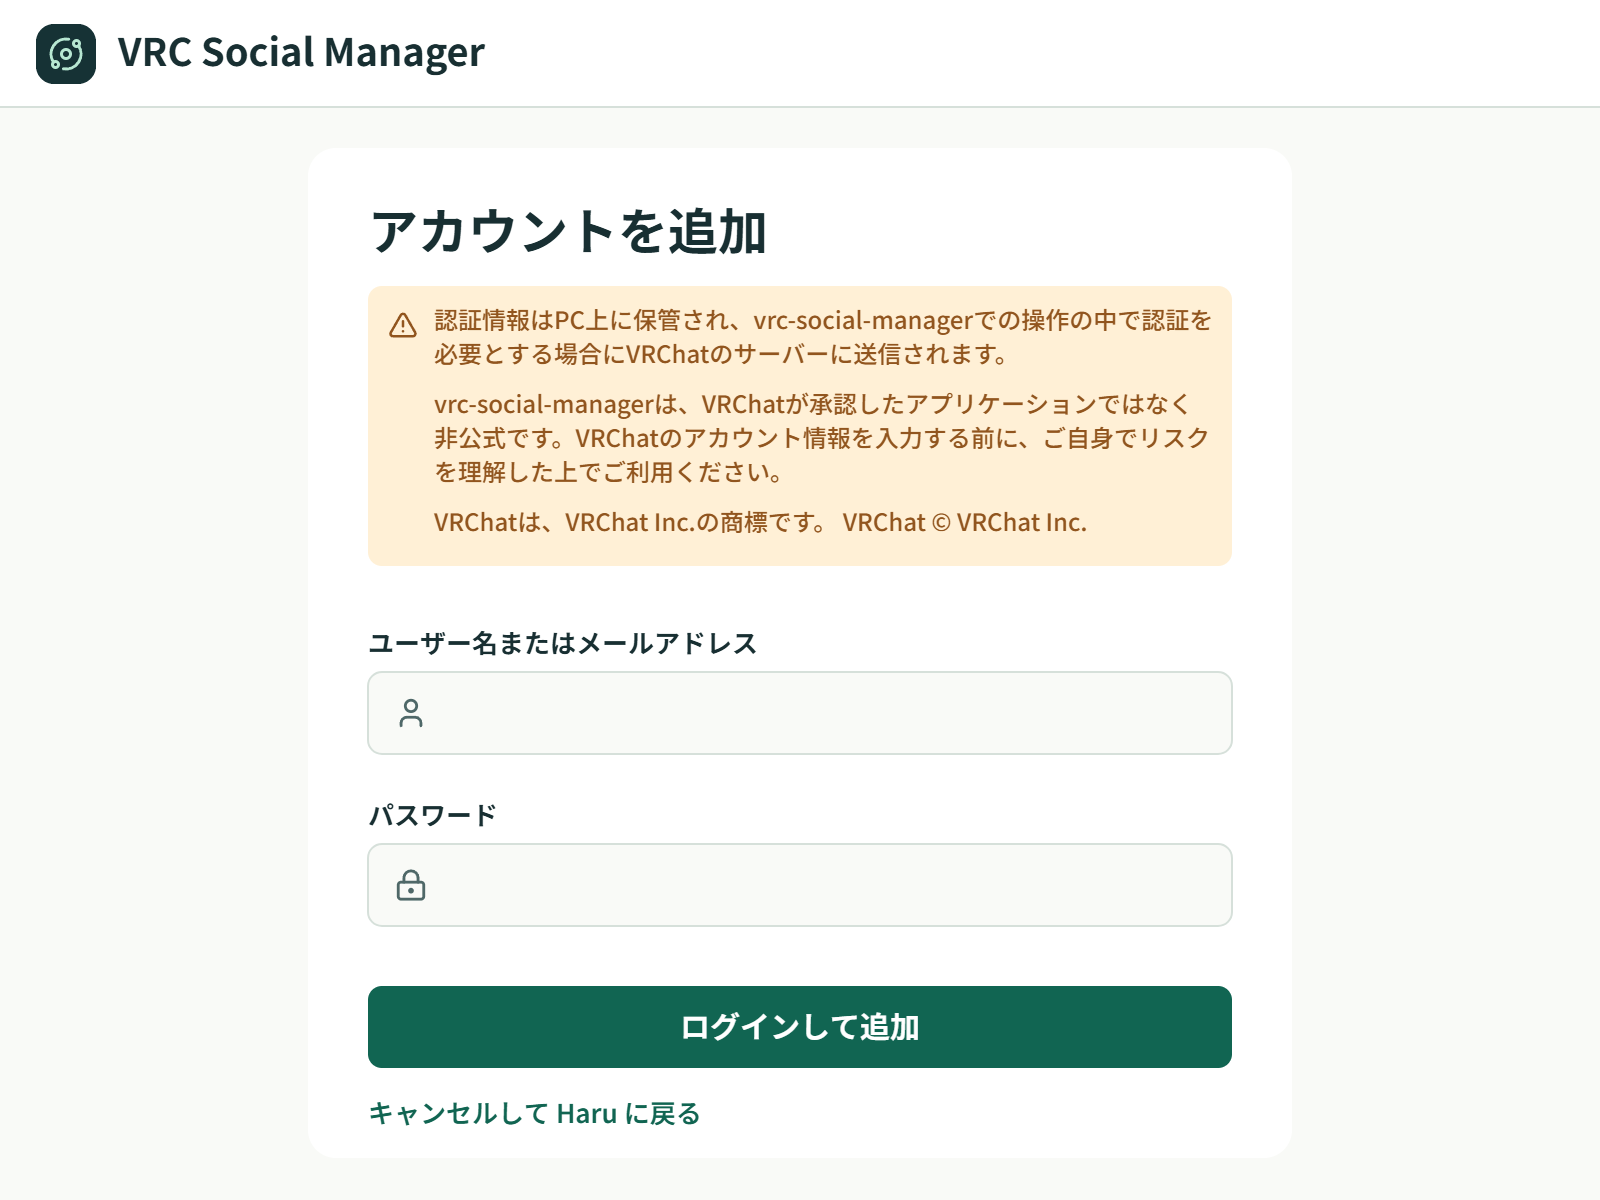 VRC Social Manager
アカウントを追加
認証情報はPC上に保管され、vrc-social-managerでの操作の中で認証を
必要とする場合にVRChatのサーバーに送信されます。
vrc-social-managerは、VRChatが承認したアプリケーションではなく
非公式です。VRChatのアカウント情報を入力する前に、ご自身でリスク
を理解した上でご利用ください。
VRChatは、VRChat Inc.の商標です。 VRChat © VRChat Inc.
ユーザー名またはメールアドレス
パスワード
ログインして追加
キャンセルして Haru に戻る